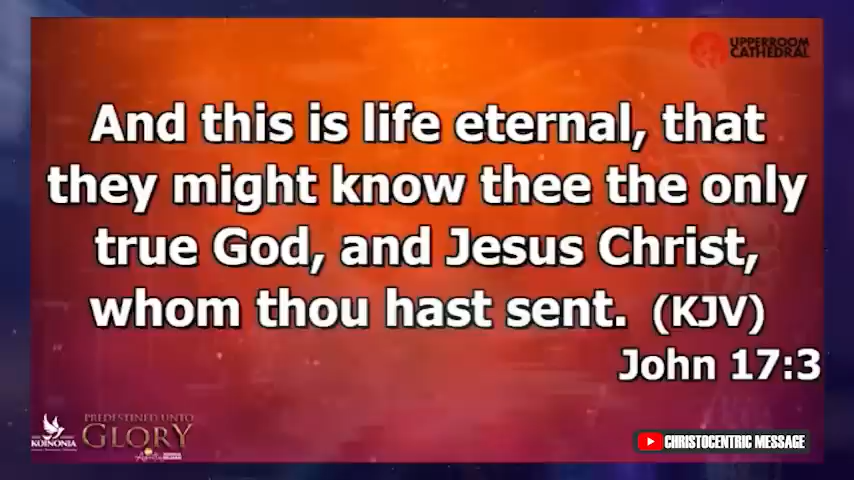 UPPERROOM
CATHEDRAL
And this is life eternal, that
they might know thee the only
true God, and Jesus Christ,
whom thou hast sent. (KJV)
John 17:3
KOINONIA
PREDESTINED UNTO
GLORY
CHRISTOCENTRIC MESSAGE